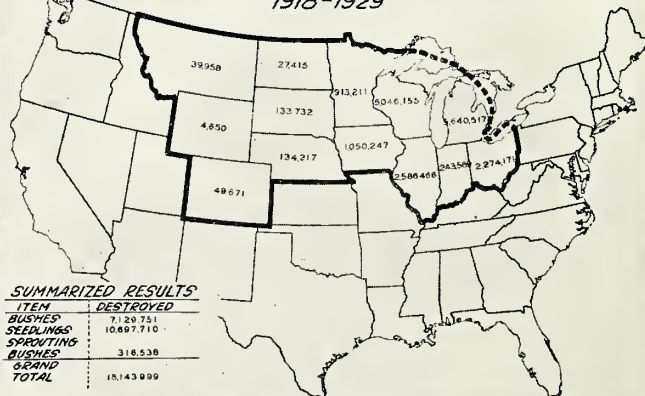 1918-1929
39,958
27,415
913,211
5,046,155
5,640,517
133,732
4,650
134,217
1,050,247
2,586,466
243,589
2,274,171
49,671
SUMMARIZED RESULTS
ITEM DESTROYED
BUSHES 7,129,751
SEEDLINGS 10,697,710
SPROUTING
BUSHES 316,538
GRAND
TOTAL 18,143,999